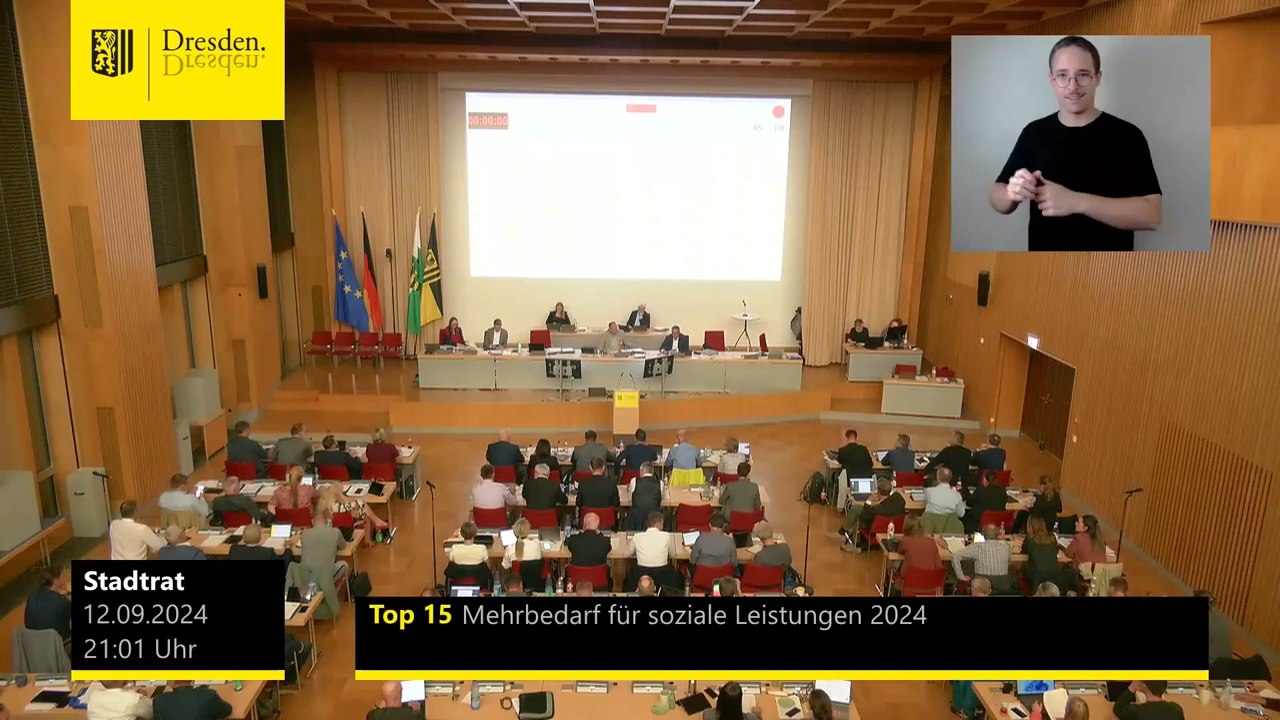 Dresden.
Dresden.
00:00:00
Stadtrat
12.09.2024
21:01 Uhr
Top 15 Mehrbedarf für soziale Leistungen 2024